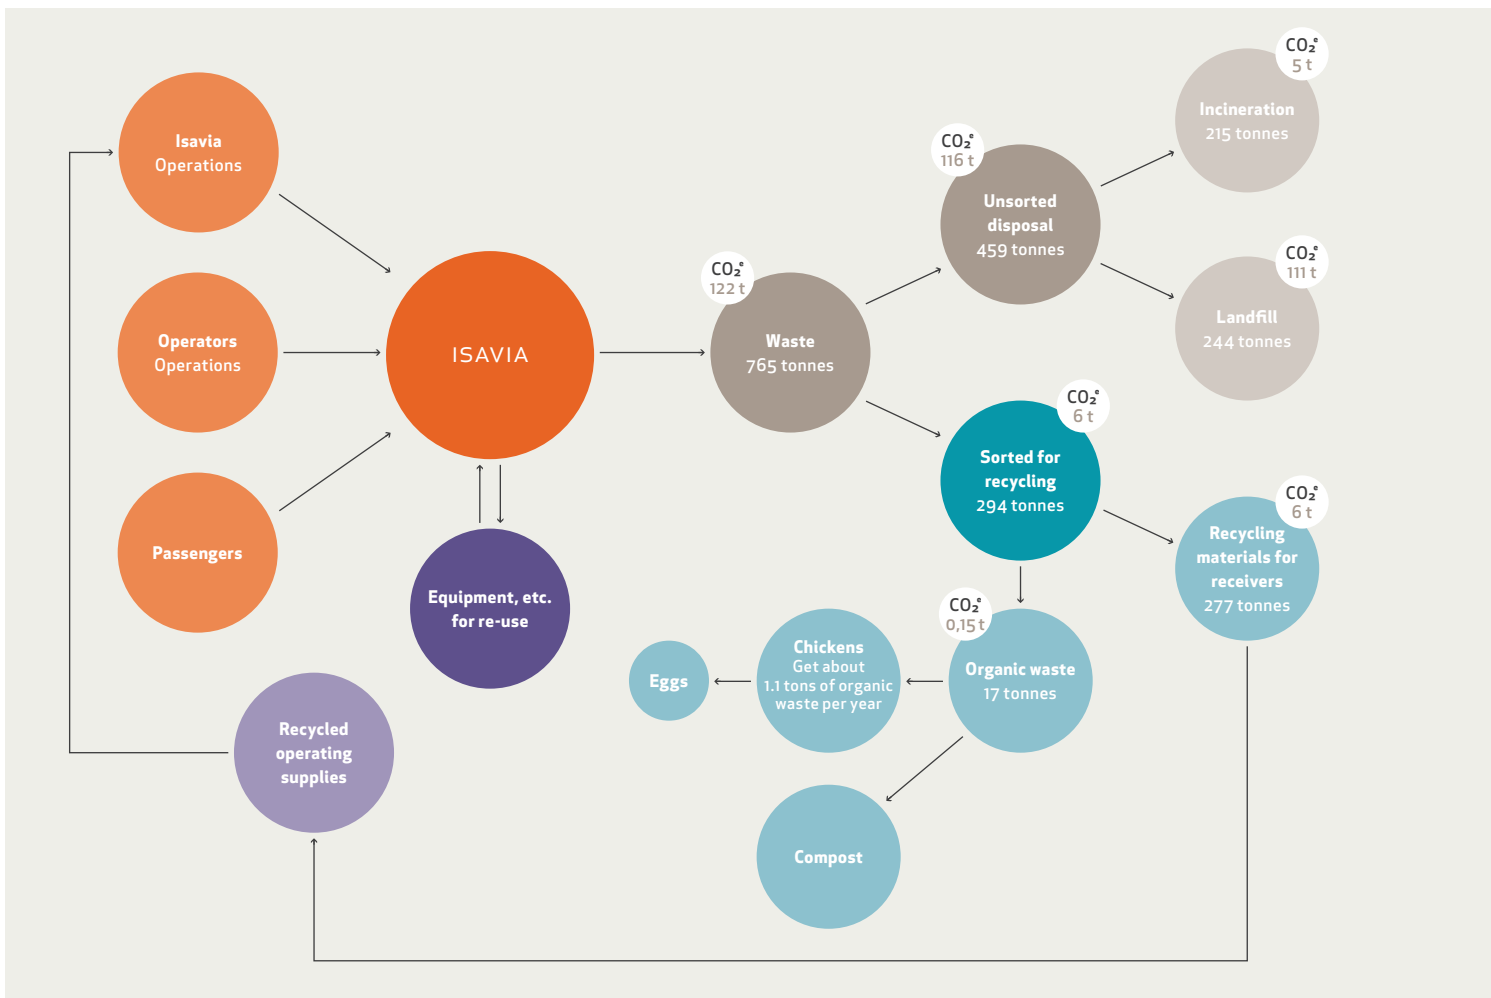 Isavia
Operations
Operators
Operations
Passengers
ISAVIA
Equipment, etc.
for re-use
Recycled
operating
supplies
CO₂ᵉ
122 t
Waste
765 tonnes
CO₂ᵉ
116 t
Unsorted
disposal
459 tonnes
CO₂ᵉ
5 t
Incineration
215 tonnes
CO₂ᵉ
111 t
Landfill
244 tonnes
CO₂ᵉ
6 t
Sorted for
recycling
294 tonnes
CO₂ᵉ
6 t
Recycling
materials for
receivers
277 tonnes
CO₂ᵉ
0,15 t
Organic waste
17 tonnes
Chickens
Get about
1.1 tons of organic
waste per year
Eggs
Compost